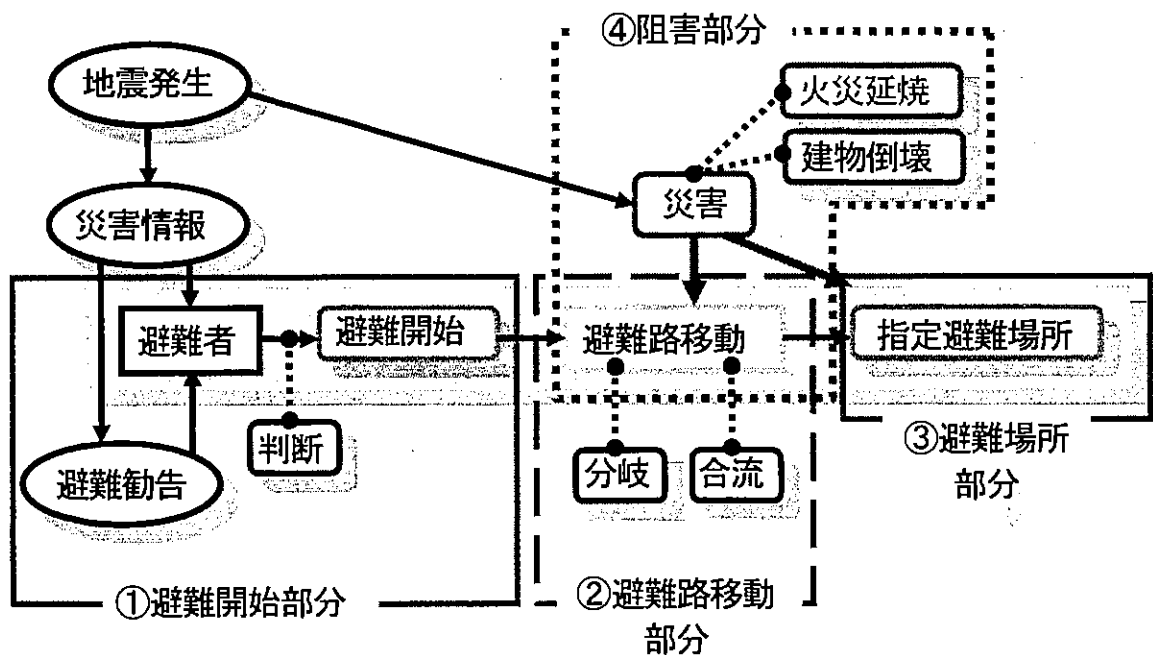 ④阻害部分
地震発生
火災延焼
建物倒壊
災害
災害情報
避難者
避難開始
避難路移動
指定避難場所
判断
避難勧告
分岐
合流
③避難場所
部分
①避難開始部分
②避難路移動
部分